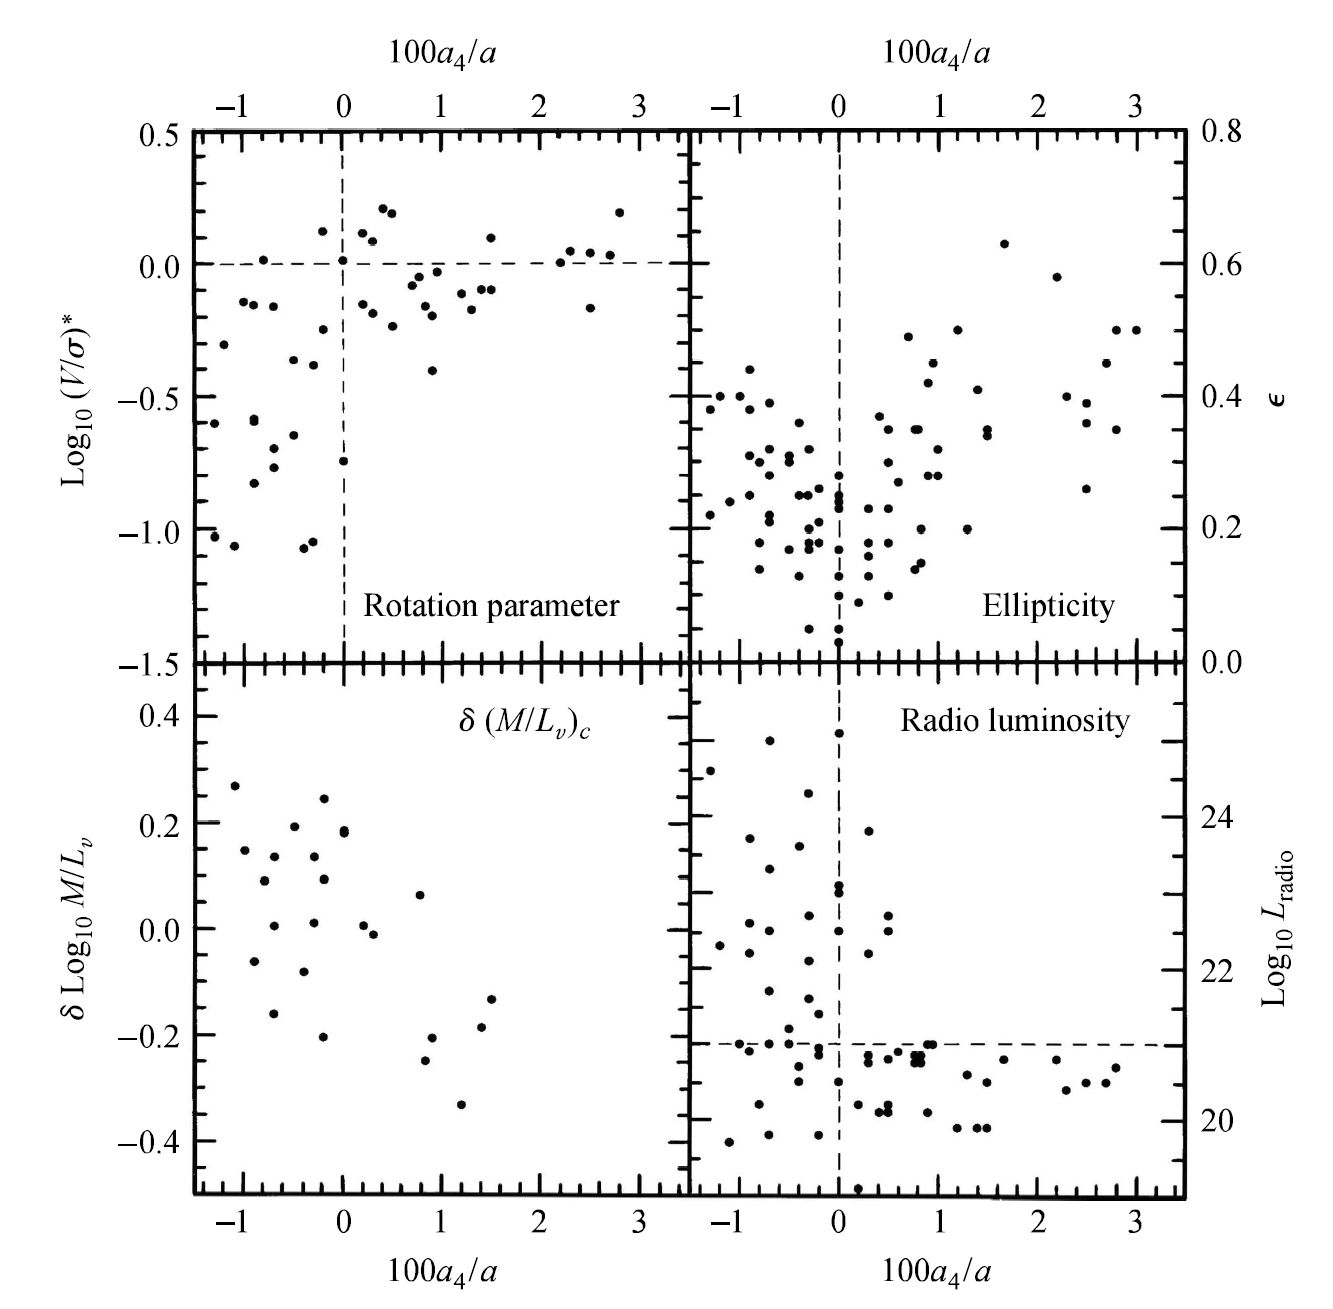 100a₄/a 100a₄/a
−1 0 1 2 3 −1 0 1 2 3
0.5 0.8
0.0 0.6
Log₁₀ (V/σ)* −0.5 0.4 ϵ
−1.0 0.2
Rotation parameter Ellipticity
−1.5 0.0
0.4 δ (M/Lᵥ)c Radio luminosity
0.2 24
δ Log₁₀ M/Lᵥ 0.0 22 Log₁₀ Lradio
−0.2
−0.4 20
−1 0 1 2 3 −1 0 1 2 3
100a₄/a 100a₄/a